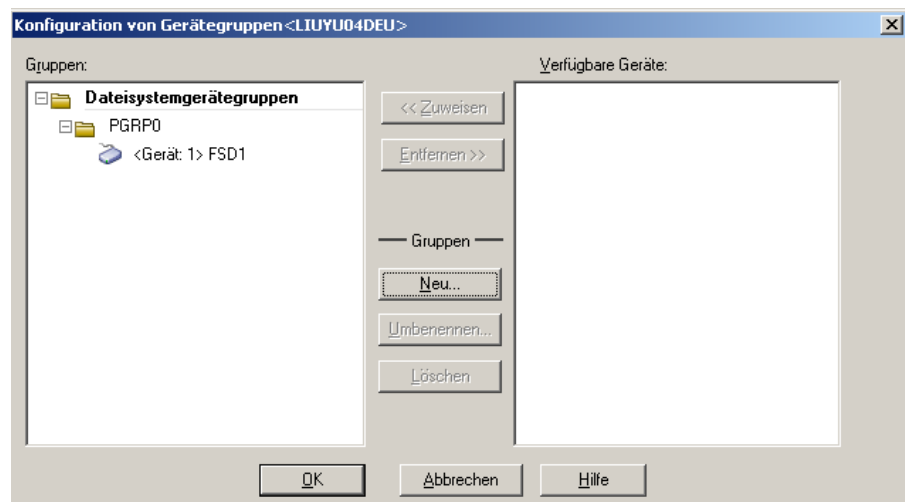 Konfiguration von Gerätegruppen<LIUYU04DEU>
Gruppen:
Verfügbare Geräte:
Dateisystemgerätegruppen
PGRP0
<Gerät: 1> FSD1
<< Zuweisen
Entfernen >>
Gruppen
Neu...
Umbenennen...
Löschen
OK
Abbrechen
Hilfe